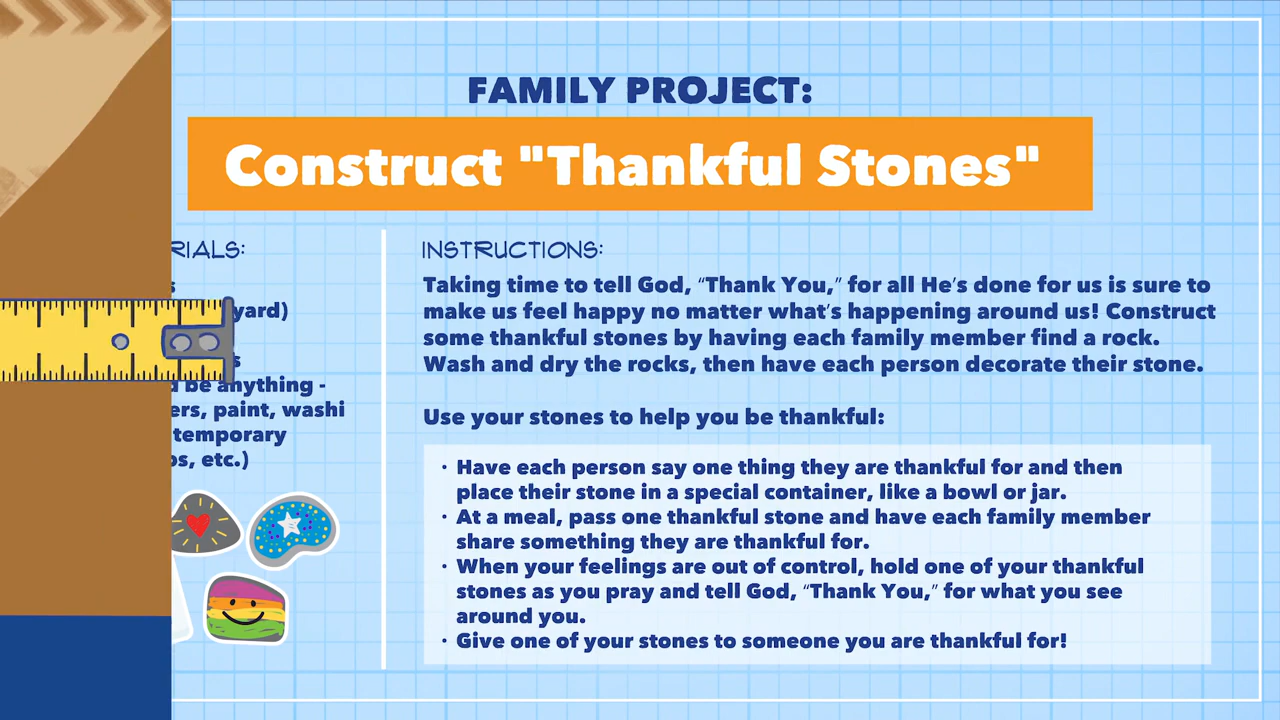 FAMILY PROJECT:
Construct "Thankful Stones"
INSTRUCTIONS:
Taking time to tell God, “Thank You,” for all He’s done for us is sure to
make us feel happy no matter what’s happening around us! Construct
some thankful stones by having each family member find a rock.
Wash and dry the rocks, then have each person decorate their stone.
Use your stones to help you be thankful:
· Have each person say one thing they are thankful for and then
place their stone in a special container, like a bowl or jar.
· At a meal, pass one thankful stone and have each family member
share something they are thankful for.
· When your feelings are out of control, hold one of your thankful
stones as you pray and tell God, “Thank You,” for what you see
around you.
· Give one of your stones to someone you are thankful for!
yard)
be anything -
paint, washi
temporary
etc.)